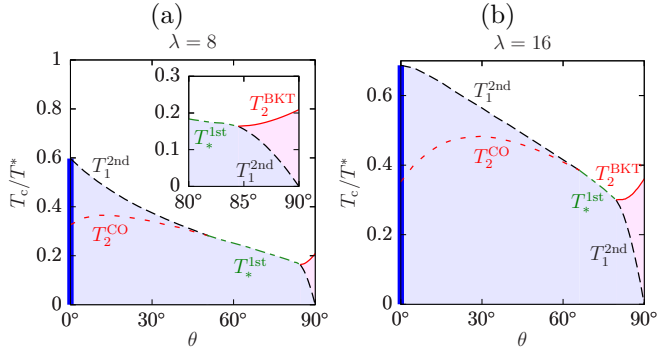 (a)
λ = 8
T_c/T*
1
0.8
0.6
0.4
0.2
0
0°
30°
60°
90°
θ
T_1^2nd
T_2^CO
T_*^1st
0.3
0.2
0.1
0
80°
85°
90°
T_2^BKT
T_*^1st
T_1^2nd
(b)
λ = 16
T_c/T*
0.6
0.4
0.2
0
0°
30°
60°
90°
θ
T_1^2nd
T_2^CO
T_2^BKT
T_*^1st
T_1^2nd